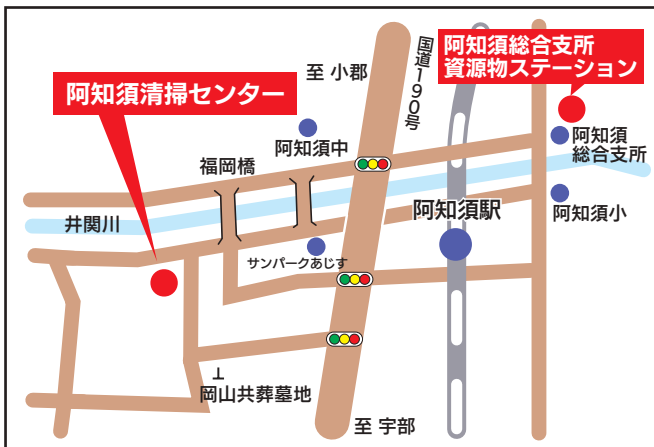 阿知須総合支所
資源物ステーション
国道190号
至 小郡
阿知須清掃センター
阿知須中
阿知須
総合支所
福岡橋
井関川
阿知須駅
阿知須小
サンパークあじす
岡山共葬墓地
至 宇部